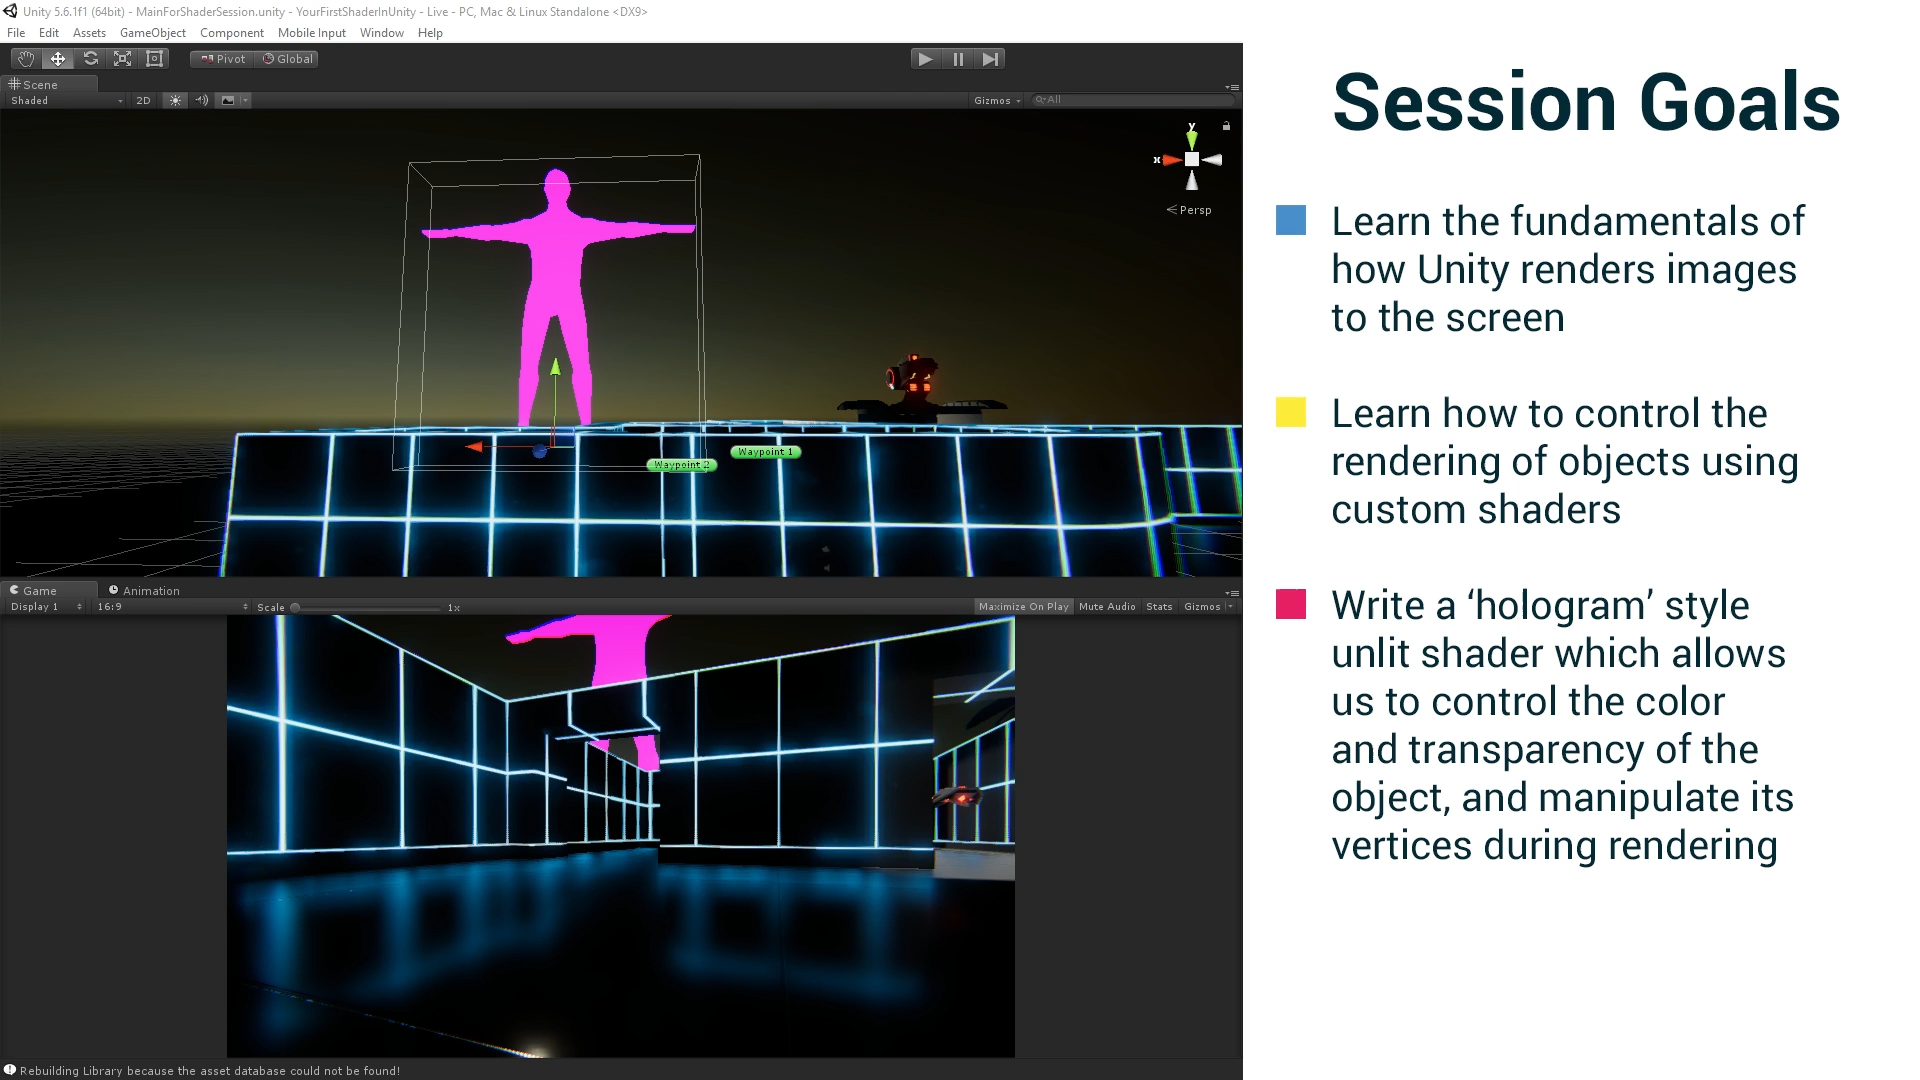 Unity 5.6.1f1 (64bit) - MainForShaderSession.unity - YourFirstShaderInUnity - Live - PC, Mac & Linux Standalone <DX9>
File Edit Assets GameObject Component Mobile Input Window Help
Pivot Global
Scene
Shaded 2D Gizmos All
y
x
Persp
Waypoint 1
Waypoint 2
Game Animation
Display 1 16:9 Scale 1x Maximize On Play Mute Audio Stats Gizmos
Rebuilding Library because the asset database could not be found!
Session Goals
Learn the fundamentals of
how Unity renders images
to the screen
Learn how to control the
rendering of objects using
custom shaders
Write a ‘hologram’ style
unlit shader which allows
us to control the color
and transparency of the
object, and manipulate its
vertices during rendering